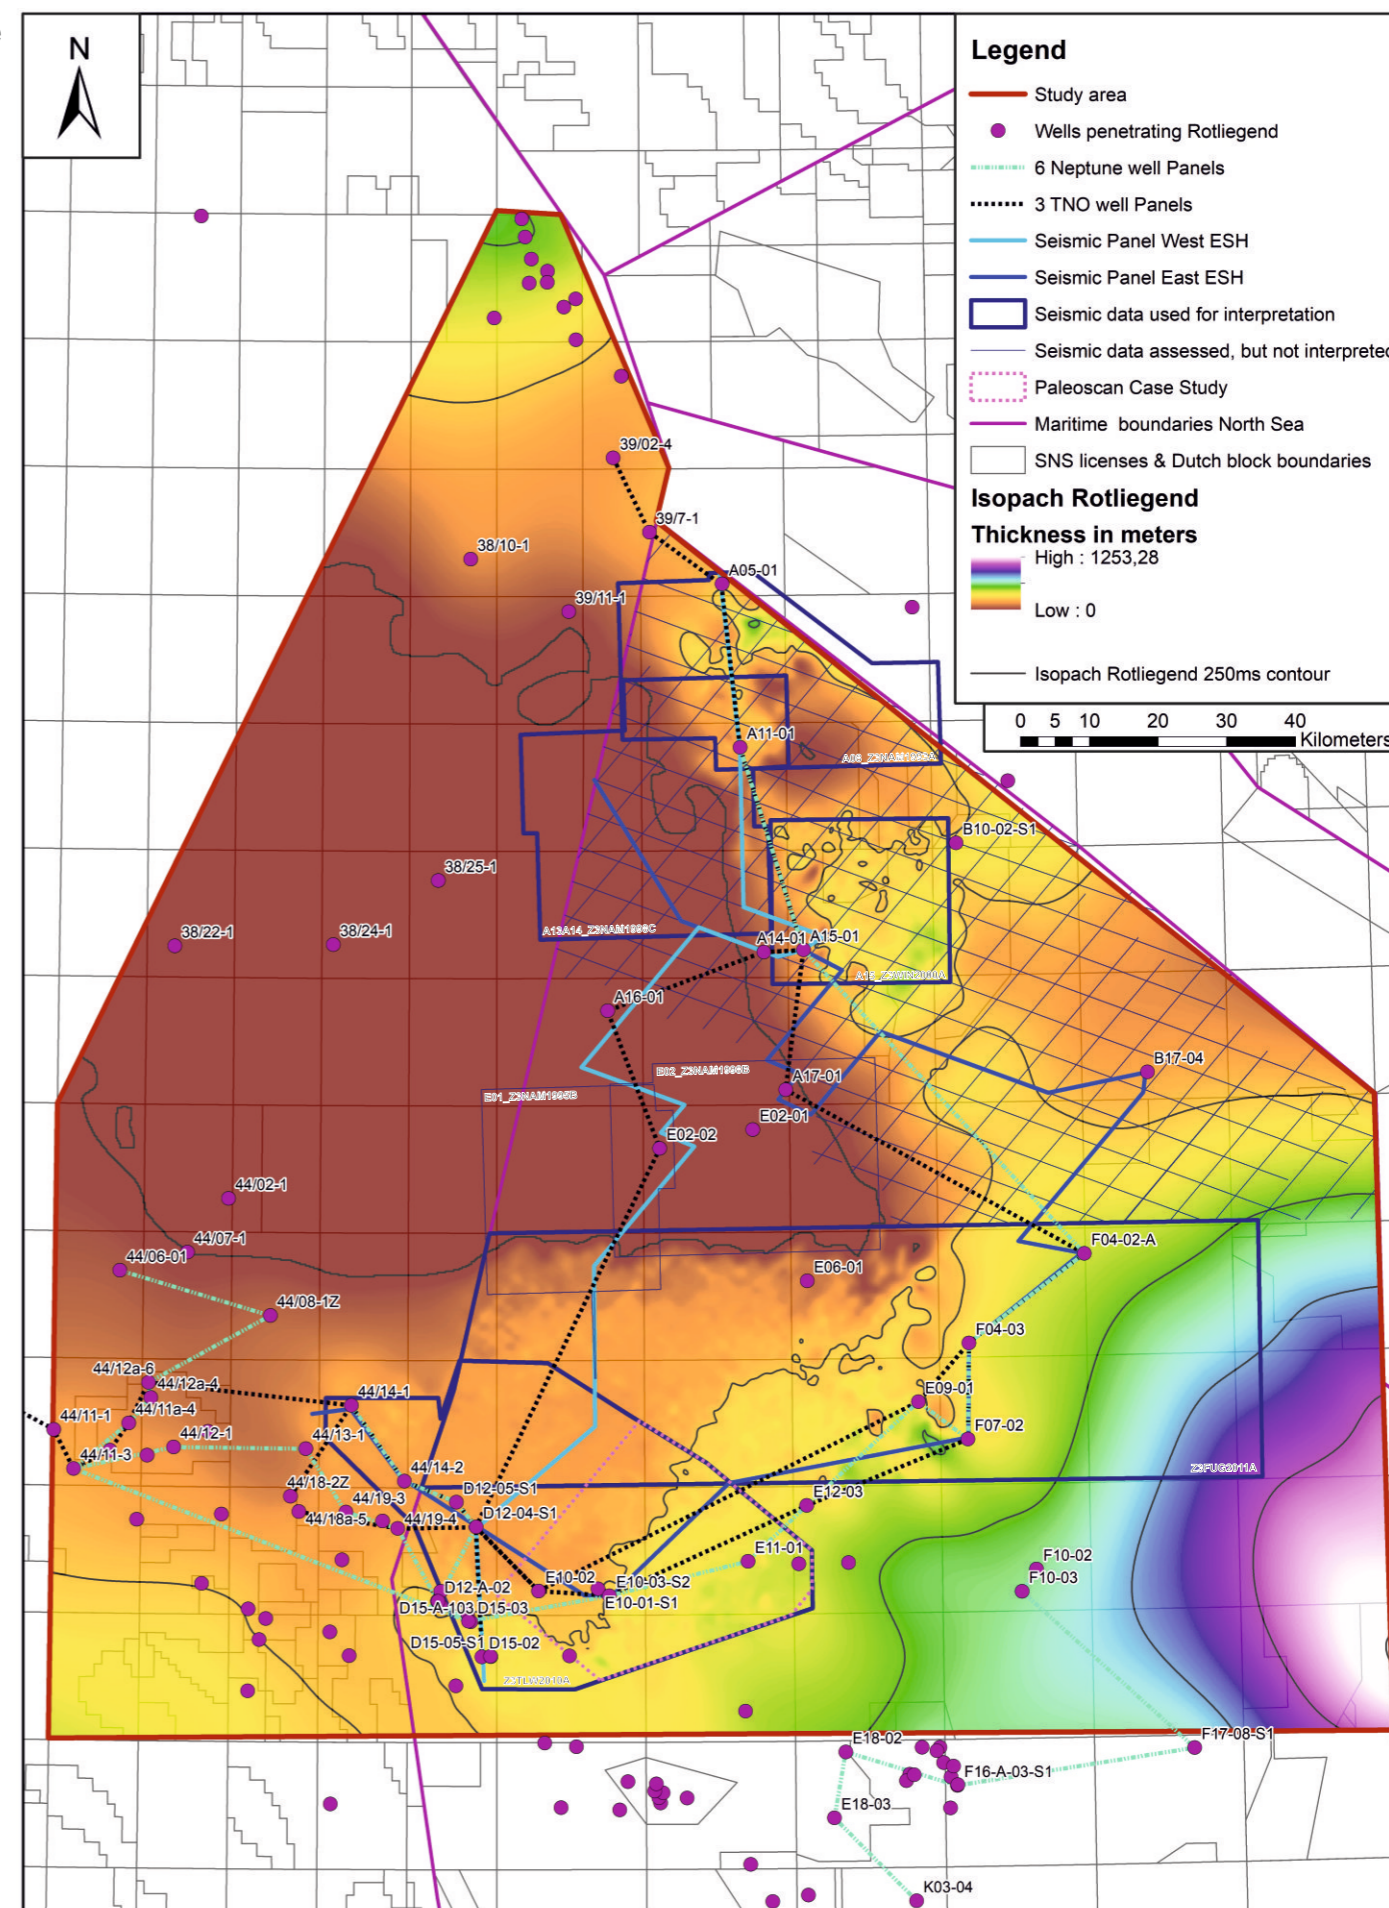 N
Legend
Study area
Wells penetrating Rotliegend
6 Neptune well Panels
3 TNO well Panels
Seismic Panel West ESH
Seismic Panel East ESH
Seismic data used for interpretation
Seismic data assessed, but not interpreted
Paleoscan Case Study
Maritime boundaries North Sea
SNS licenses & Dutch block boundaries
Isopach Rotliegend
Thickness in meters
High : 1253,28
Low : 0
Isopach Rotliegend 250ms contour
0 5 10 20 30 40
Kilometers
39/02-4
39/7-1
38/10-1
A05-01
39/11-1
A11-01
B10-02-S1
38/25-1
38/22-1
38/24-1
A13A14_Z3NAM1996C
A14-01
A15-01
A16-01
B17-04
E02_Z3NAM1996B
A17-01
E01_Z3NAM1995B
E02-01
E02-02
44/02-1
44/07-1
F04-02-A
44/06-01
E06-01
44/08-1Z
F04-03
44/12a-6
44/12a-4
44/14-1
E09-01
44/11-1
44/11a-4
44/12-1
44/13-1
F07-02
44/11-3
Z3FUG2011A
44/14-2
44/18-2Z
D12-05-S1
E12-03
44/19-3
D12-04-S1
44/18a-5
44/19-4
E11-01
F10-02
F10-03
D12-A-02
E10-02
E10-03-S2
E10-01-S1
D15-A-103
D15-03
D15-05-S1
D15-02
E18-02
F17-08-S1
F16-A-03-S1
E18-03
K03-04